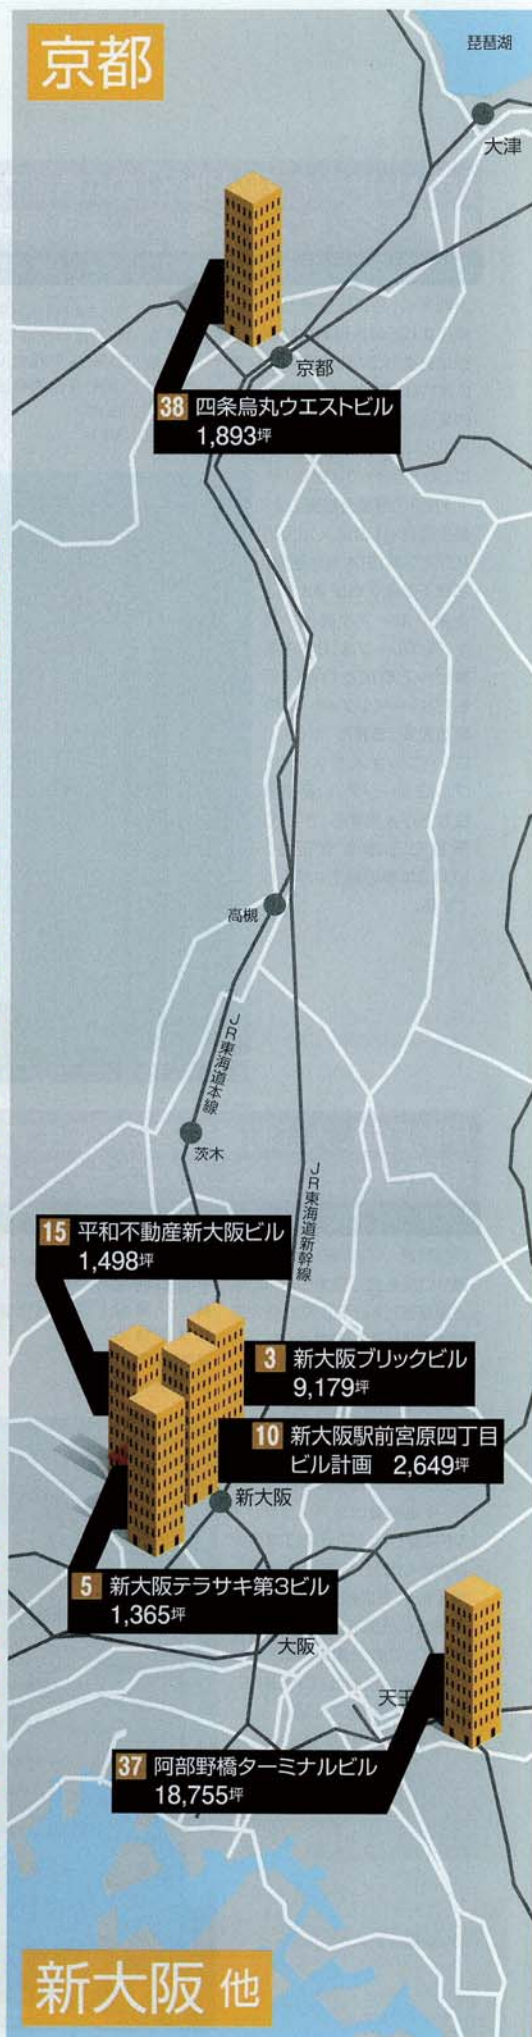 京都
琵琶湖
大津
京都
38 四条烏丸ウエストビル
1,893坪
高槻
JR東海道本線
茨木
JR東海道新幹線
15 平和不動産新大阪ビル
1,498坪
3 新大阪ブリックビル
9,179坪
10 新大阪駅前宮原四丁目
ビル計画 2,649坪
新大阪
5 新大阪テラサキ第3ビル
1,365坪
大阪
天王
37 阿部野橋ターミナルビル
18,755坪
新大阪 他